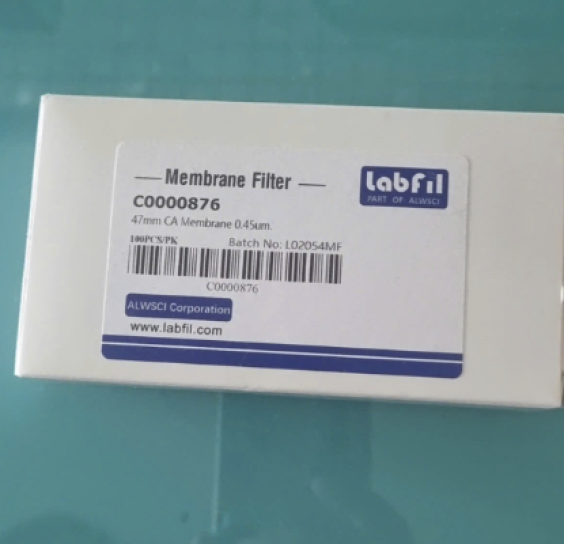 Membrane Filter
LabFil
PART OF ALWSCI
C0000876
47mm CA Membrane 0.45um.
100PCS/PK
Batch No: L02054MF
C0000876
ALWSCI Corporation
www.labfil.com